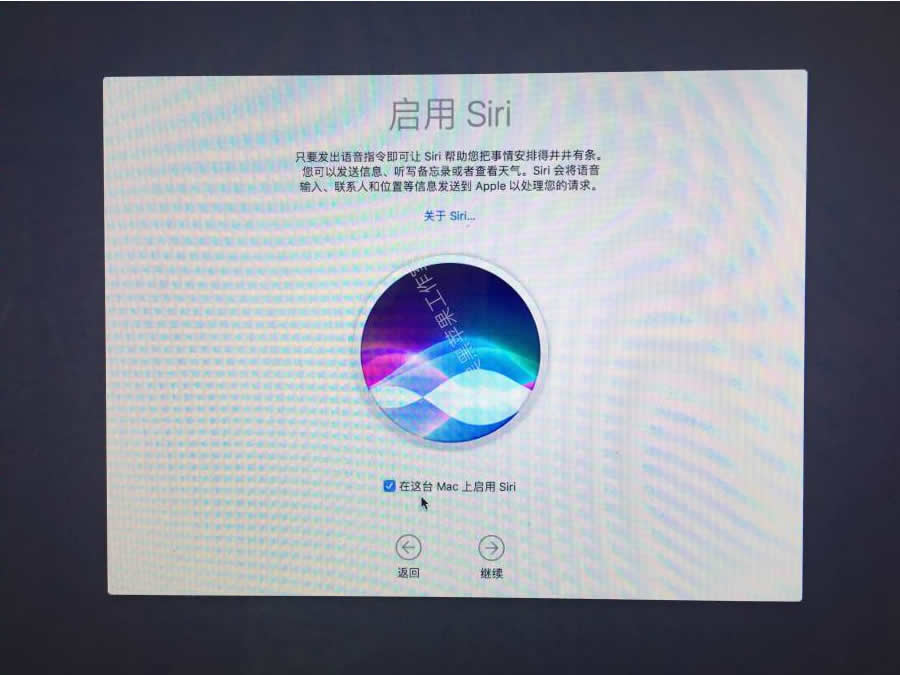 启用 Siri
只要发出语音指令即可让 Siri 帮助您把事情安排得井井有条。
您可以发送信息、听写备忘录或者查看天气。Siri 会将语音
输入、联系人和位置等信息发送到 Apple 以处理您的请求。
关于 Siri...
黑苹果工作
在这台 Mac 上启用 Siri
返回
继续